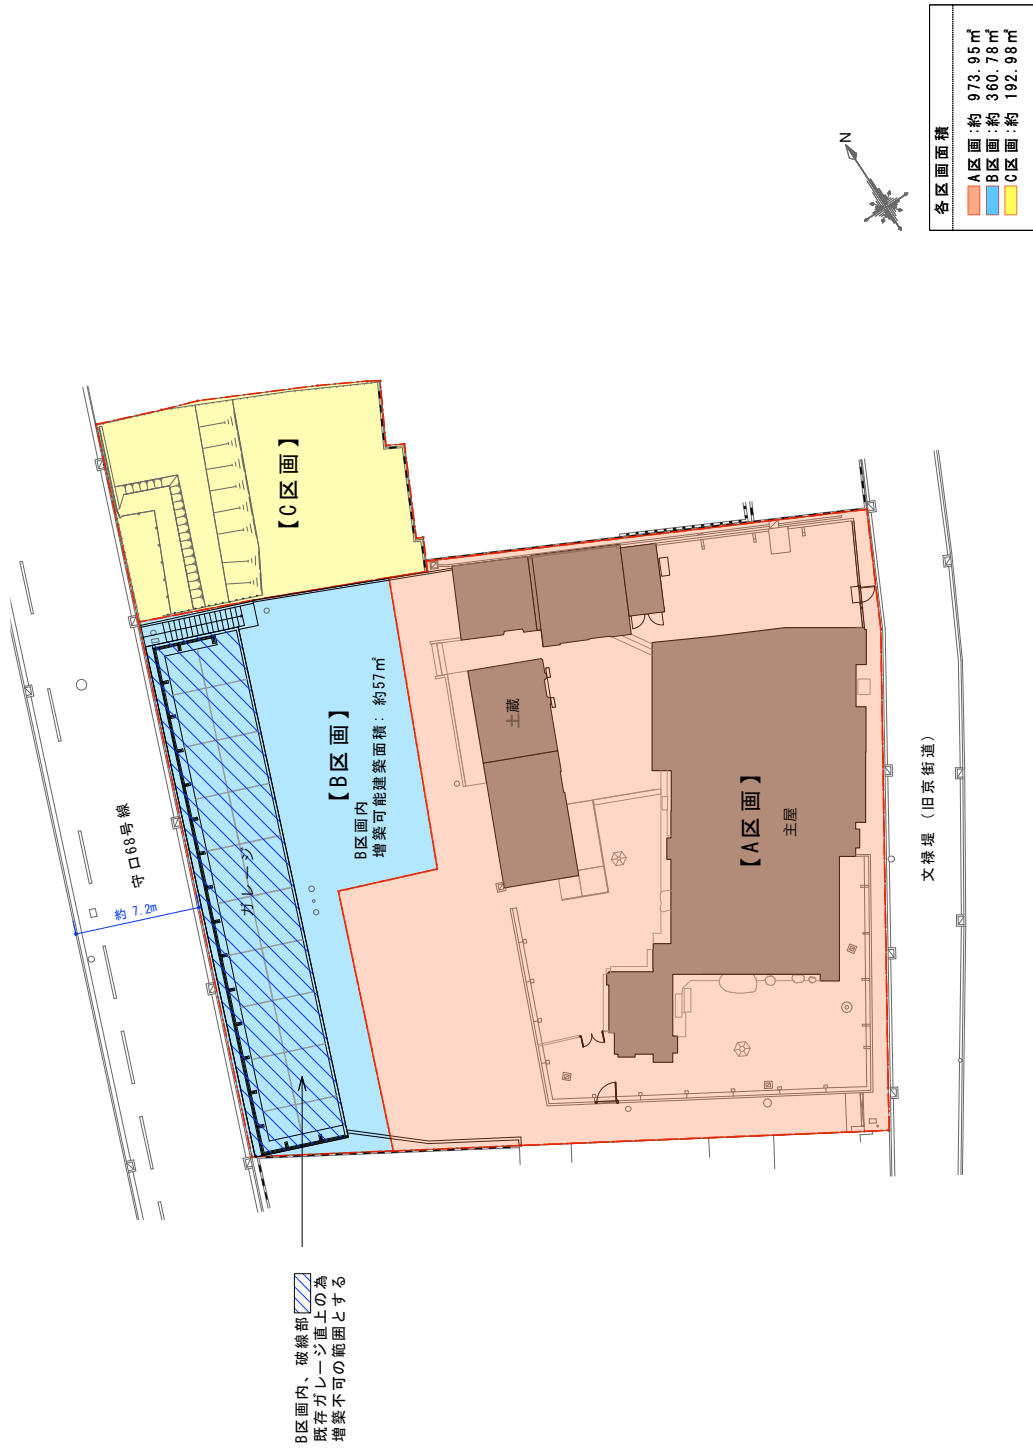 各区画面積
A区画:約 973.95㎡
B区画:約 360.78㎡
C区画:約 192.98㎡
N
【C区画】
守口68号線
約 7.2m
ガレージ
【B区画】
B区画内
増築可能建築面積: 約57㎡
土蔵
【A区画】
主屋
文禄堤（旧京街道）
B区画内、破線部
既存ガレージ直上の為
増築不可の範囲とする